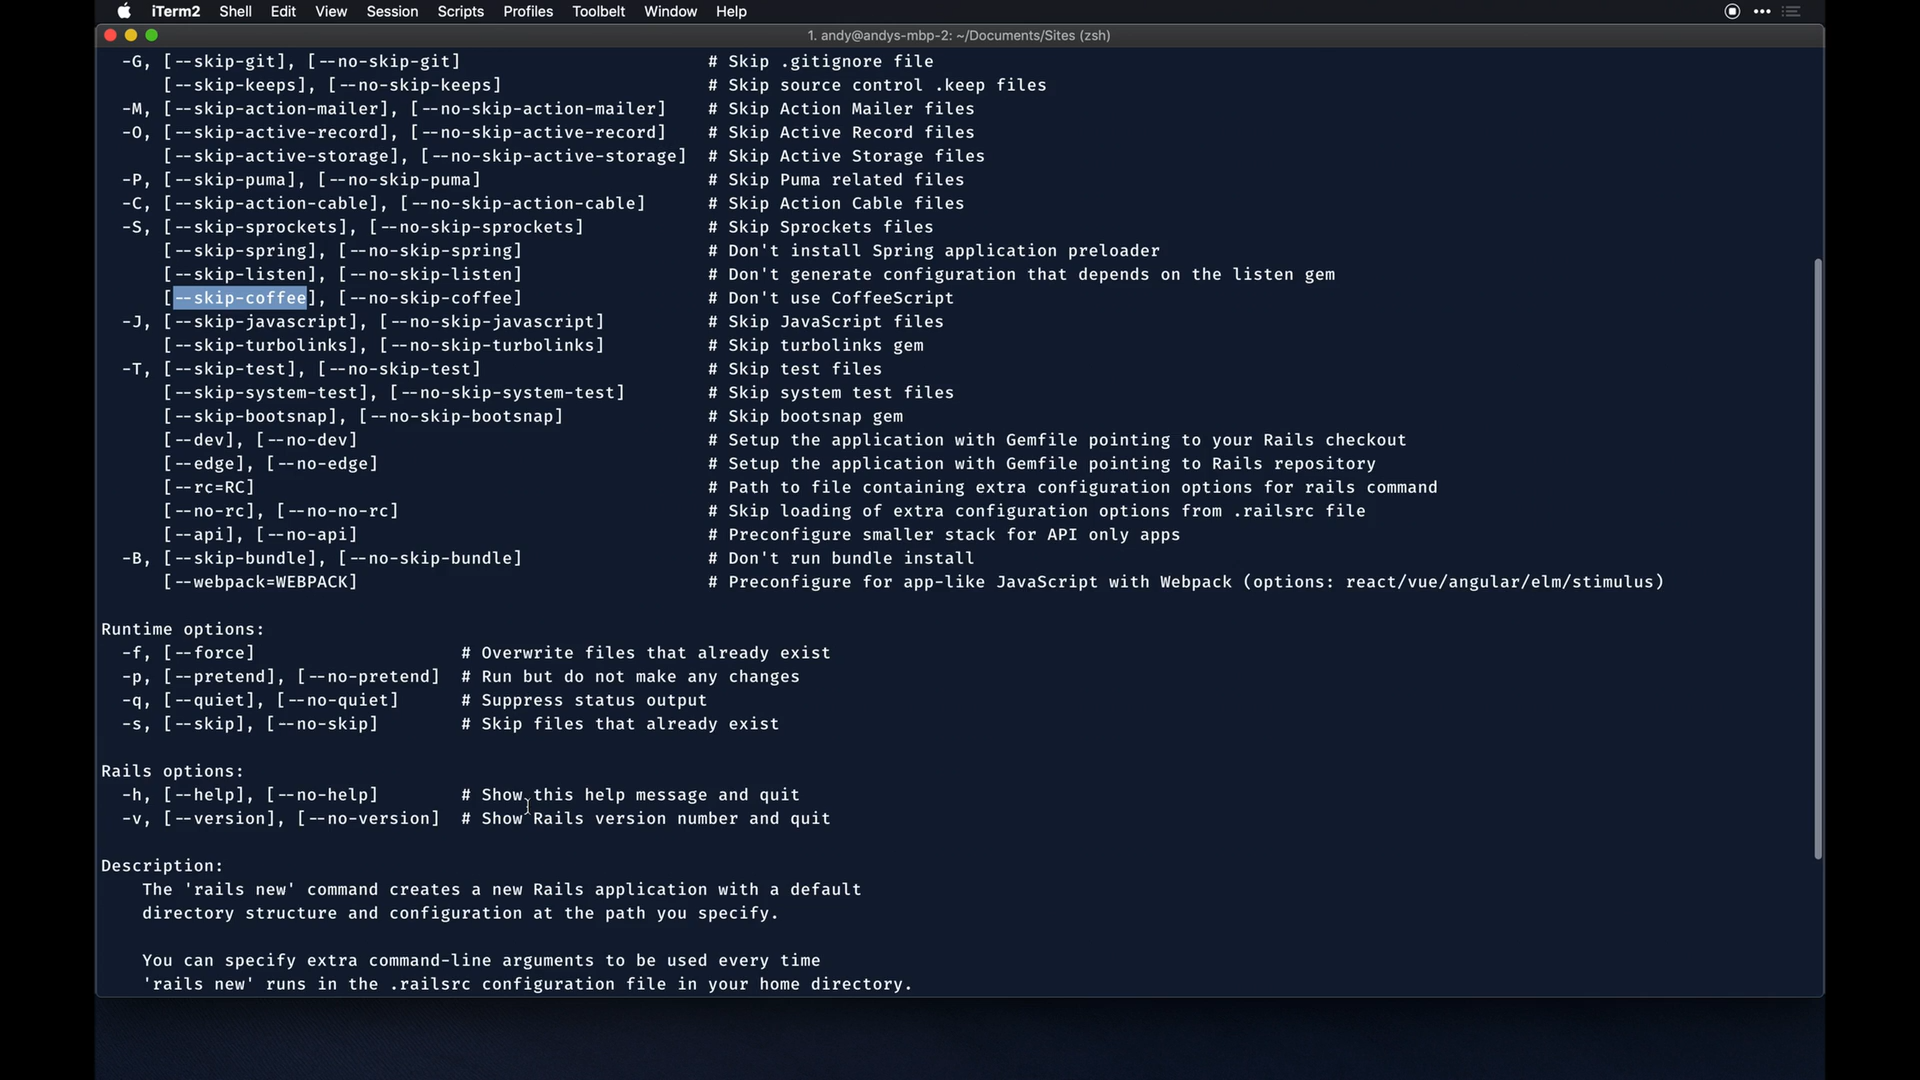 iTerm2 Shell Edit View Session Scripts Profiles Toolbelt Window Help
1. andy@andys-mbp-2: ~/Documents/Sites (zsh)
-G, [--skip-git], [--no-skip-git] # Skip .gitignore file
[--skip-keeps], [--no-skip-keeps] # Skip source control .keep files
-M, [--skip-action-mailer], [--no-skip-action-mailer] # Skip Action Mailer files
-O, [--skip-active-record], [--no-skip-active-record] # Skip Active Record files
[--skip-active-storage], [--no-skip-active-storage] # Skip Active Storage files
-P, [--skip-puma], [--no-skip-puma] # Skip Puma related files
-C, [--skip-action-cable], [--no-skip-action-cable] # Skip Action Cable files
-S, [--skip-sprockets], [--no-skip-sprockets] # Skip Sprockets files
[--skip-spring], [--no-skip-spring] # Don't install Spring application preloader
[--skip-listen], [--no-skip-listen] # Don't generate configuration that depends on the listen gem
[--skip-coffee], [--no-skip-coffee] # Don't use CoffeeScript
-J, [--skip-javascript], [--no-skip-javascript] # Skip JavaScript files
[--skip-turbolinks], [--no-skip-turbolinks] # Skip turbolinks gem
-T, [--skip-test], [--no-skip-test] # Skip test files
[--skip-system-test], [--no-skip-system-test] # Skip system test files
[--skip-bootsnap], [--no-skip-bootsnap] # Skip bootsnap gem
[--dev], [--no-dev] # Setup the application with Gemfile pointing to your Rails checkout
[--edge], [--no-edge] # Setup the application with Gemfile pointing to Rails repository
[--rc=RC] # Path to file containing extra configuration options for rails command
[--no-rc], [--no-no-rc] # Skip loading of extra configuration options from .railsrc file
[--api], [--no-api] # Preconfigure smaller stack for API only apps
-B, [--skip-bundle], [--no-skip-bundle] # Don't run bundle install
[--webpack=WEBPACK] # Preconfigure for app-like JavaScript with Webpack (options: react/vue/angular/elm/stimulus)
Runtime options:
-f, [--force] # Overwrite files that already exist
-p, [--pretend], [--no-pretend] # Run but do not make any changes
-q, [--quiet], [--no-quiet] # Suppress status output
-s, [--skip], [--no-skip] # Skip files that already exist
Rails options:
-h, [--help], [--no-help] # Show this help message and quit
-v, [--version], [--no-version] # Show Rails version number and quit
Description:
The 'rails new' command creates a new Rails application with a default
directory structure and configuration at the path you specify.
You can specify extra command-line arguments to be used every time
'rails new' runs in the .railsrc configuration file in your home directory.